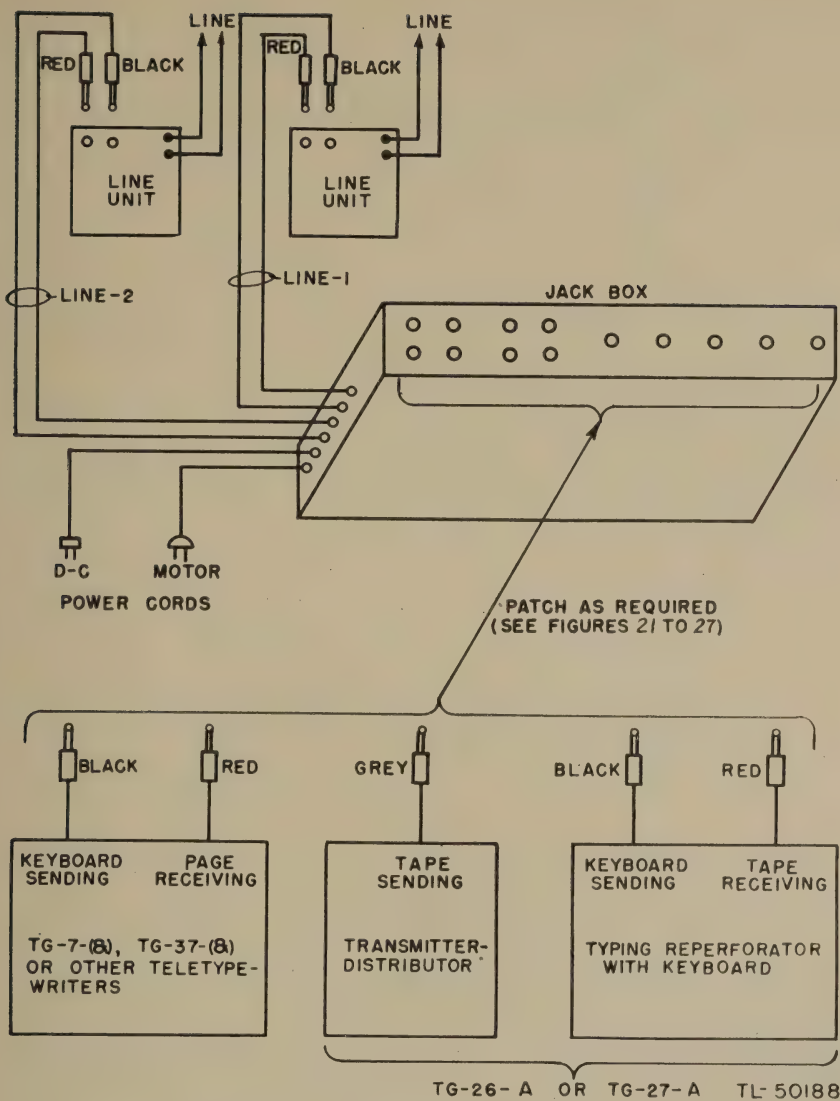 LINE
LINE
RED
BLACK
RED
BLACK
LINE
UNIT
LINE
UNIT
LINE-2
LINE-1
JACK BOX
D-C
MOTOR
POWER CORDS
PATCH AS REQUIRED
(SEE FIGURES 21 TO 27)
BLACK
RED
GREY
BLACK
RED
KEYBOARD
SENDING
PAGE
RECEIVING
TG-7-(&), TG-37-(&)
OR OTHER TELETYPE-
WRITERS
TAPE
SENDING
TRANSMITTER-
DISTRIBUTOR
KEYBOARD
SENDING
TAPE
RECEIVING
TYPING REPERFORATOR
WITH KEYBOARD
TG-26-A OR TG-27-A TL-50188